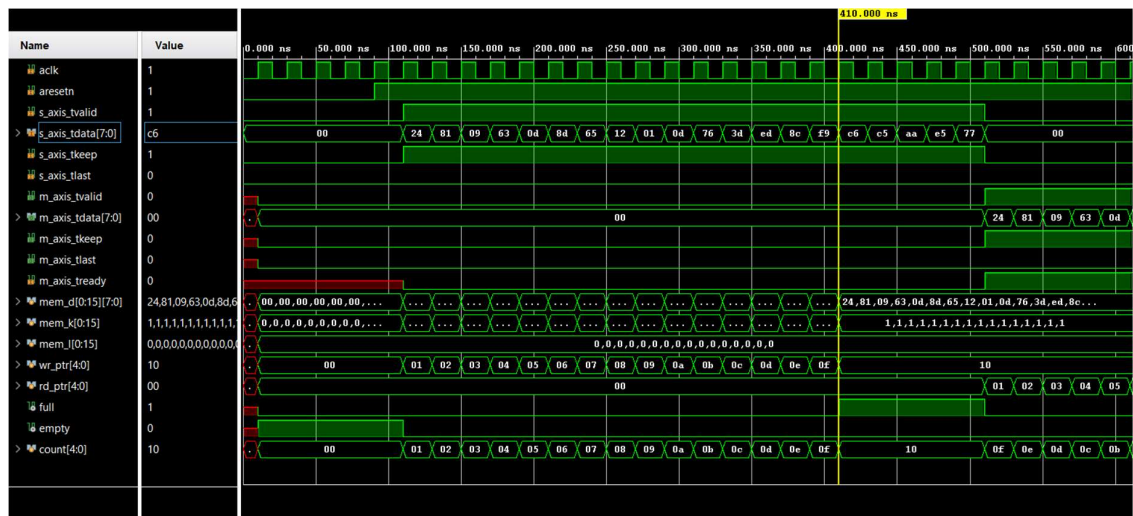 410.000 ns
Name Value 0.000 ns 50.000 ns 100.000 ns 150.000 ns 200.000 ns 250.000 ns 300.000 ns 350.000 ns 400.000 ns 450.000 ns 500.000 ns 550.000 ns 600
aclk 1
aresetn 1
s_axis_tvalid 1
s_axis_tdata[7:0] c6 00 24 81 09 63 0d 8d 65 12 01 0d 76 3d ed 8c f9 c6 c5 aa e5 77 00
s_axis_tkeep 1
s_axis_tlast 0
m_axis_tvalid 0
m_axis_tdata[7:0] 00 . 00 24 81 09 63 0d
m_axis_tkeep 0
m_axis_tlast 0
m_axis_tready 0
mem_d[0:15][7:0] 24,81,09,63,0d,8d,6 . 00,00,00,00,00,00,... ... ... ... ... ... ... ... ... ... ... ... ... ... ... ... 24,81,09,63,0d,8d,65,12,01,0d,76,3d,ed,8c...
mem_k[0:15] 1,1,1,1,1,1,1,1,1,1,1, . 0,0,0,0,0,0,0,0,0,... ... ... ... ... ... ... ... ... ... ... ... ... ... ... ... 1,1,1,1,1,1,1,1,1,1,1,1,1,1,1,1
mem_l[0:15] 0,0,0,0,0,0,0,0,0,0,0 . 0,0,0,0,0,0,0,0,0,0,0,0,0,0,0,0
wr_ptr[4:0] 10 . 00 01 02 03 04 05 06 07 08 09 0a 0b 0c 0d 0e 0f 10
rd_ptr[4:0] 00 . 00 01 02 03 04 05
full 1
empty 0
count[4:0] 10 . 00 01 02 03 04 05 06 07 08 09 0a 0b 0c 0d 0e 0f 10 0f 0e 0d 0c 0b